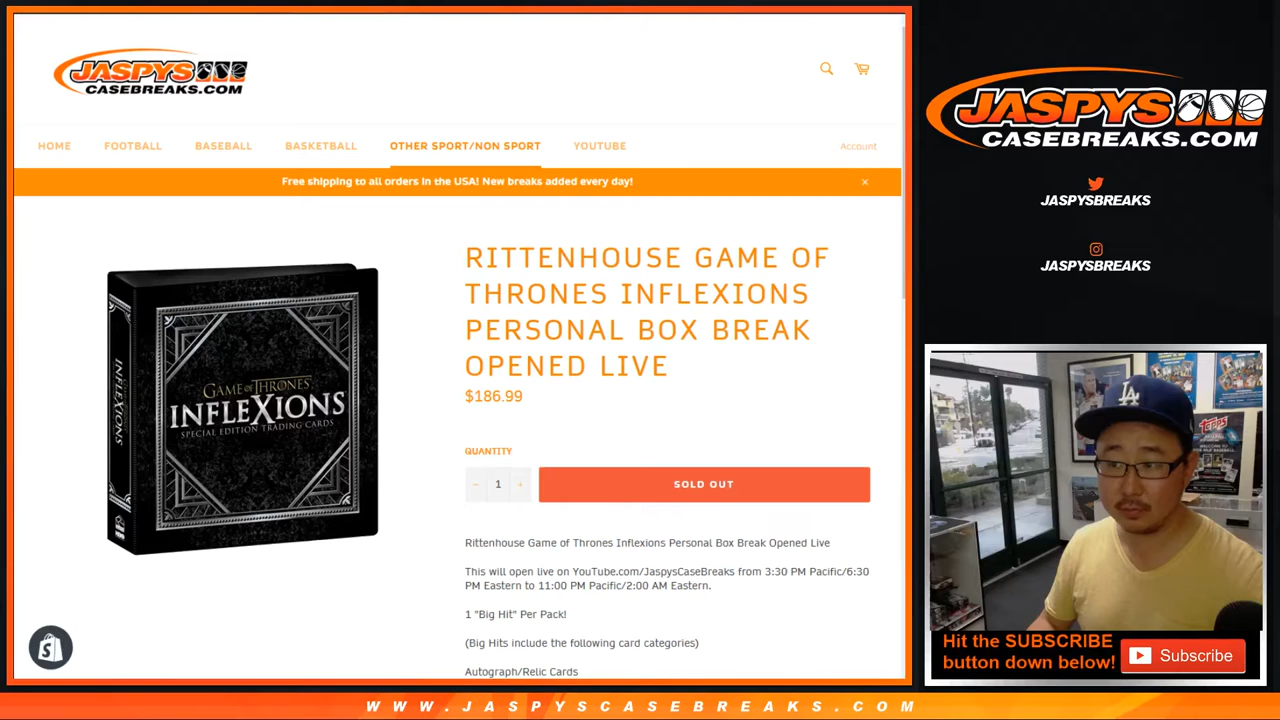 JASPYS
CASEBREAKS.COM
HOME
FOOTBALL
BASEBALL
BASKETBALL
OTHER SPORT/NON SPORT
YOUTUBE
Account
Free shipping to all orders in the USA! New breaks added every day!
×
INFLEXIONS
GAME OF THRONES
INFLEXIONS
SPECIAL EDITION TRADING CARDS
RITTENHOUSE GAME OF
THRONES INFLEXIONS
PERSONAL BOX BREAK
OPENED LIVE
$186.99
QUANTITY
− 1 +
SOLD OUT
Rittenhouse Game of Thrones Inflexions Personal Box Break Opened Live
This will open live on YouTube.com/JaspysCaseBreaks from 3:30 PM Pacific/6:30
PM Eastern to 11:00 PM Pacific/2:00 AM Eastern.
1 "Big Hit" Per Pack!
(Big Hits include the following card categories)
Autograph/Relic Cards
JASPYS
CASEBREAKS.COM
JASPYSBREAKS
JASPYSBREAKS
LA
topps
Hit the SUBSCRIBE
button down below!
Subscribe
WWW.JASPYSCASEBREAKS.COM